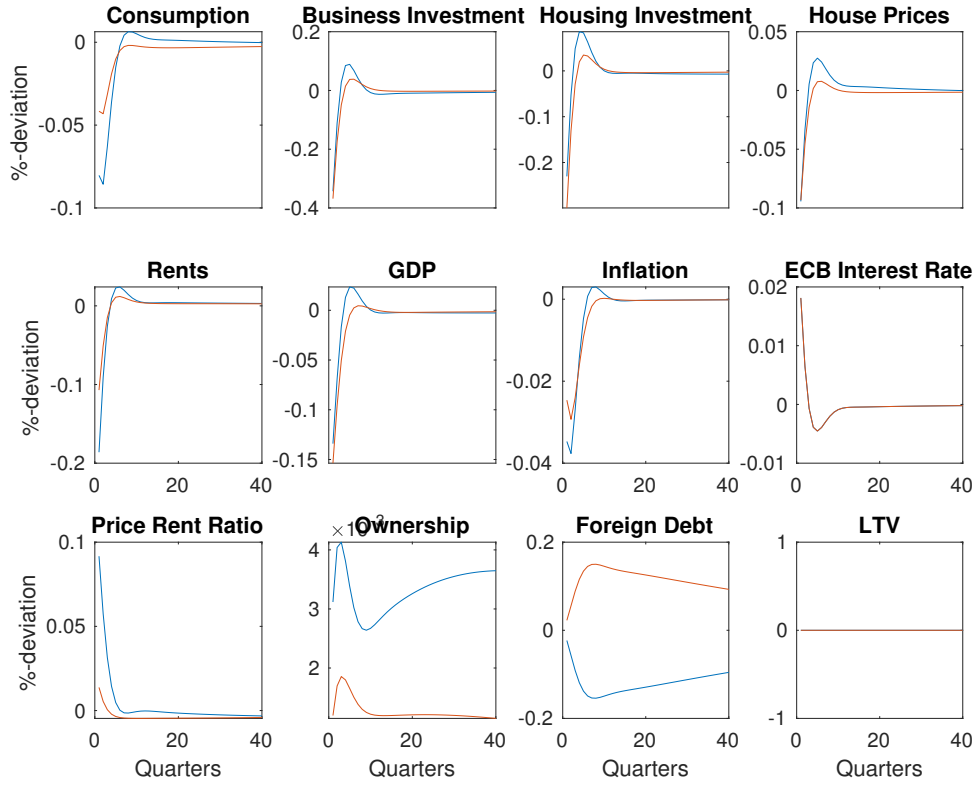 Consumption
Business Investment
Housing Investment
House Prices
%-deviation
0
-0.05
-0.1
0.2
0
-0.2
-0.4
0
-0.2
0.05
0
-0.05
-0.1
Rents
GDP
Inflation
ECB Interest Rate
%-deviation
0
-0.1
-0.2
0
-0.05
-0.1
-0.15
0
-0.02
-0.04
0.02
0.01
0
-0.01
0 20 40
0 20 40
0 20 40
0 20 40
Price Rent Ratio
Ownership
Foreign Debt
LTV
%-deviation
0.1
0.05
0
4
3
2
0.2
0
-0.2
1
0
-1
0 20 40
0 20 40
0 20 40
0 20 40
Quarters
Quarters
Quarters
Quarters